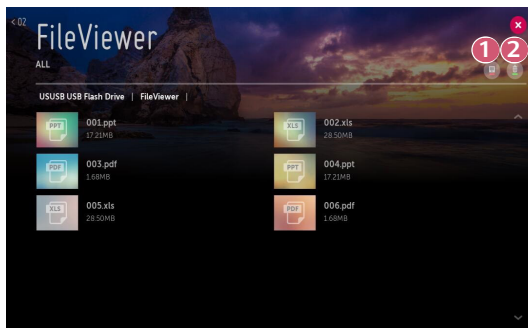 < 02
FileViewer
1 2
ALL
USUSB USB Flash Drive | FileViewer |
PPT 001.ppt
17.21MB
XLS 002.xls
28.50MB
PDF 003.pdf
1.68MB
PPT 004.ppt
17.21MB
XLS 005.xls
28.50MB
PDF 006.pdf
1.68MB